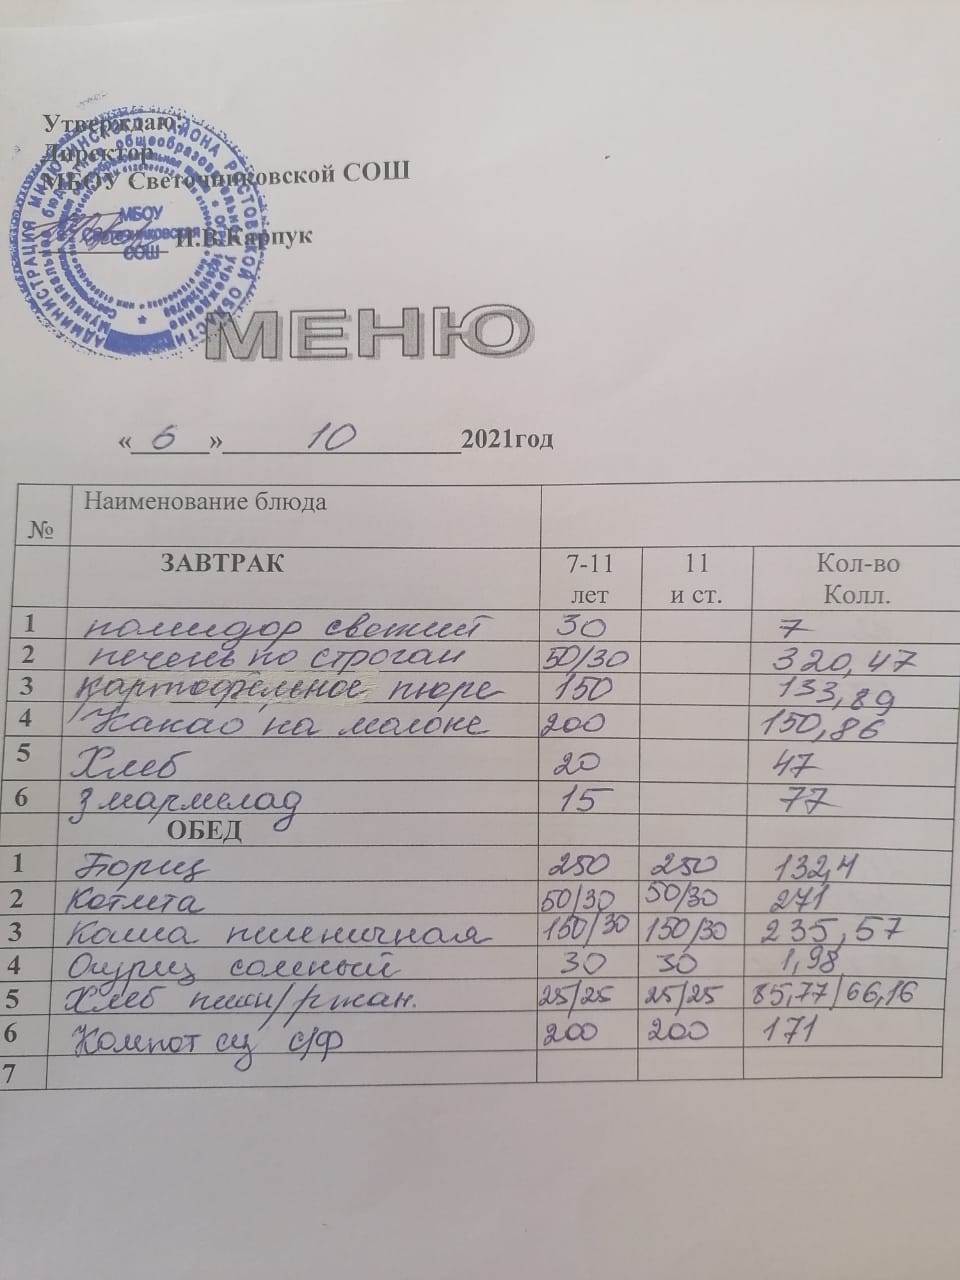 Утверждаю:
Директор
МБОУ Светочниковской СОШ
И.В.Карпук
МБОУ
Светочниковская
СОШ
МЕНЮ
« 6 » 10 2021год
№ Наименование блюда
ЗАВТРАК 7-11 лет 11 и ст. Кол-во Колл.
1 помидор свежий 30 7
2 печень по строган 50/30 320,47
3 картофельное пюре 150 133,89
4 Какао на молоке 200 150,86
5 Хлеб 20 47
6 мармелад 15 77
ОБЕД
1 Борщ 250 250 132,4
2 Котлета 50/30 50/30 271
3 Каша пшеничная 150/30 150/30 235,57
4 Огурец соленый 30 30 1,98
5 Хлеб пшен/ржан. 25/25 25/25 85,77/66,16
6 Компот из с/ф 200 200 171
7